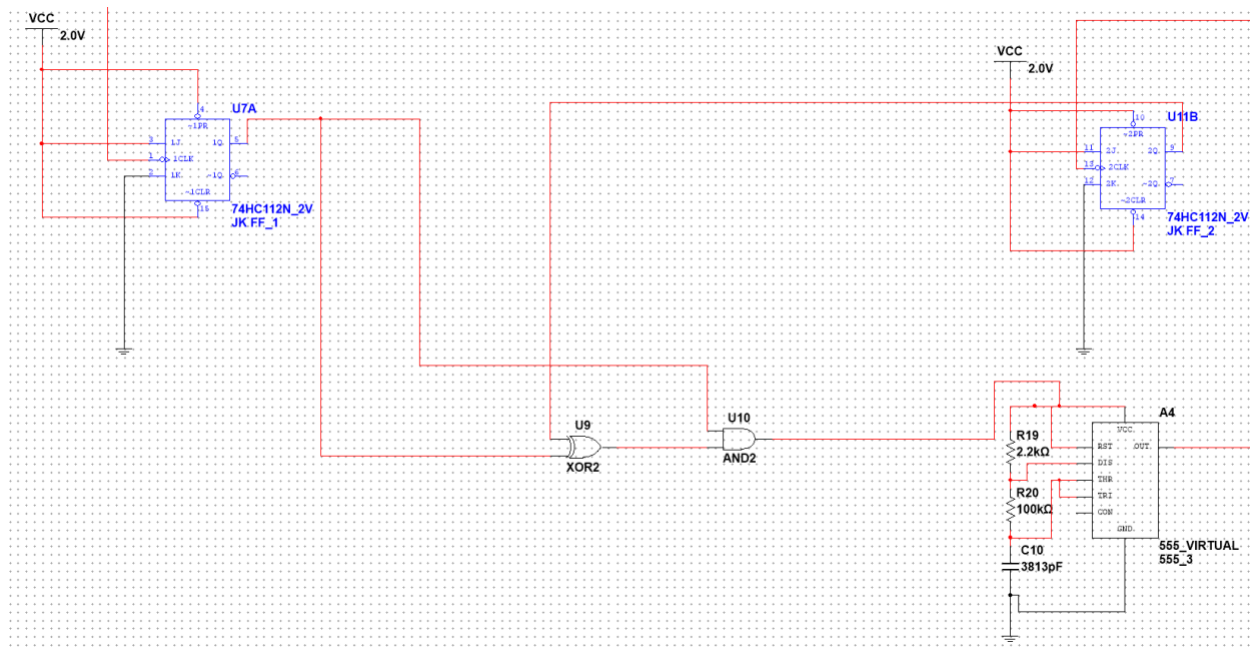 VCC
2.0V
U7A
4
~1PR
3
1J
1Q
5
1
1CLK
2
1K
~1Q
6
~1CLR
15
74HC112N_2V
JK FF_1
VCC
2.0V
U11B
10
~2PR
11
2J
2Q
9
13
2CLK
12
2K
~2Q
7
~2CLR
14
74HC112N_2V
JK FF_2
U9
XOR2
U10
AND2
R19
2.2kΩ
R20
100kΩ
C10
3813pF
A4
VCC
RST
OUT
DIS
THR
TRI
CON
GND
555_VIRTUAL
555_3